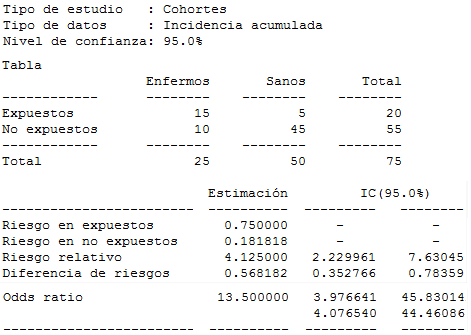 Tipo de estudio   : Cohortes
Tipo de datos     : Incidencia acumulada
Nivel de confianza: 95.0%
Tabla
                  Enfermos       Sanos       Total
------------      --------    --------    --------
Expuestos               15           5          20
No expuestos            10          45          55
------------      --------    --------    --------
Total                   25          50          75
                          Estimación         IC(95.0%)
------------------------  ----------  ---------   --------
Riesgo en expuestos         0.750000      -           -
Riesgo en no expuestos      0.181818      -           -
Riesgo relativo             4.125000   2.229961    7.63045
Diferencia de riesgos       0.568182   0.352766    0.78359
Odds ratio                 13.500000   3.976641   45.83014
                                       4.076540   44.46086
------------------------  ----------  ---------   --------